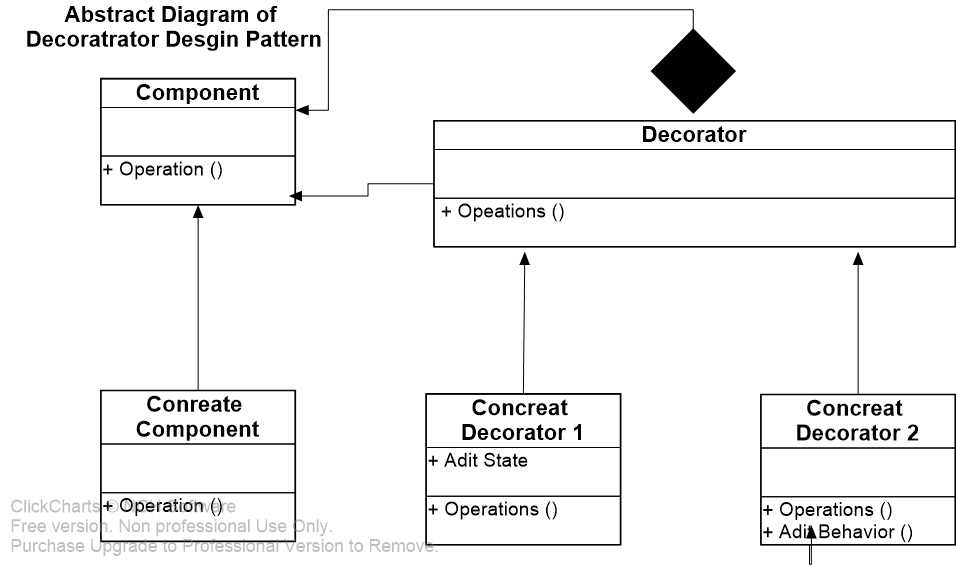 Abstract Diagram of
Decoratrator Desgin Pattern
Component
+ Operation ()
Decorator
+ Opeations ()
Conreate
Component
+ Operation ()
Concreat
Decorator 1
+ Adit State
+ Operations ()
Concreat
Decorator 2
+ Operations ()
+ Adit Behavior ()
ClickCharts © NCH Software
Free version. Non professional Use Only.
Purchase Upgrade to Professional Version to Remove.